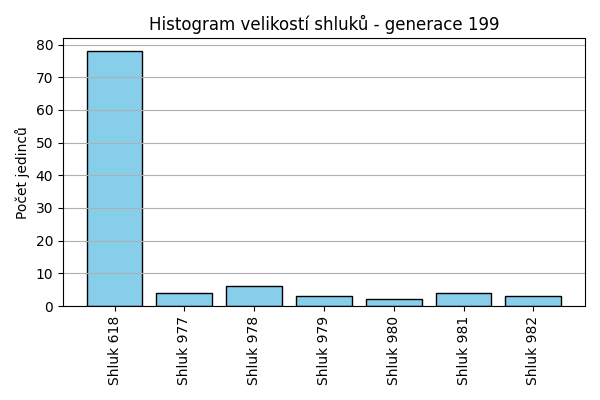 Histogram velikostí shluků - generace 199
Počet jedinců
80
70
60
50
40
30
20
10
0
Shluk 618
Shluk 977
Shluk 978
Shluk 979
Shluk 980
Shluk 981
Shluk 982